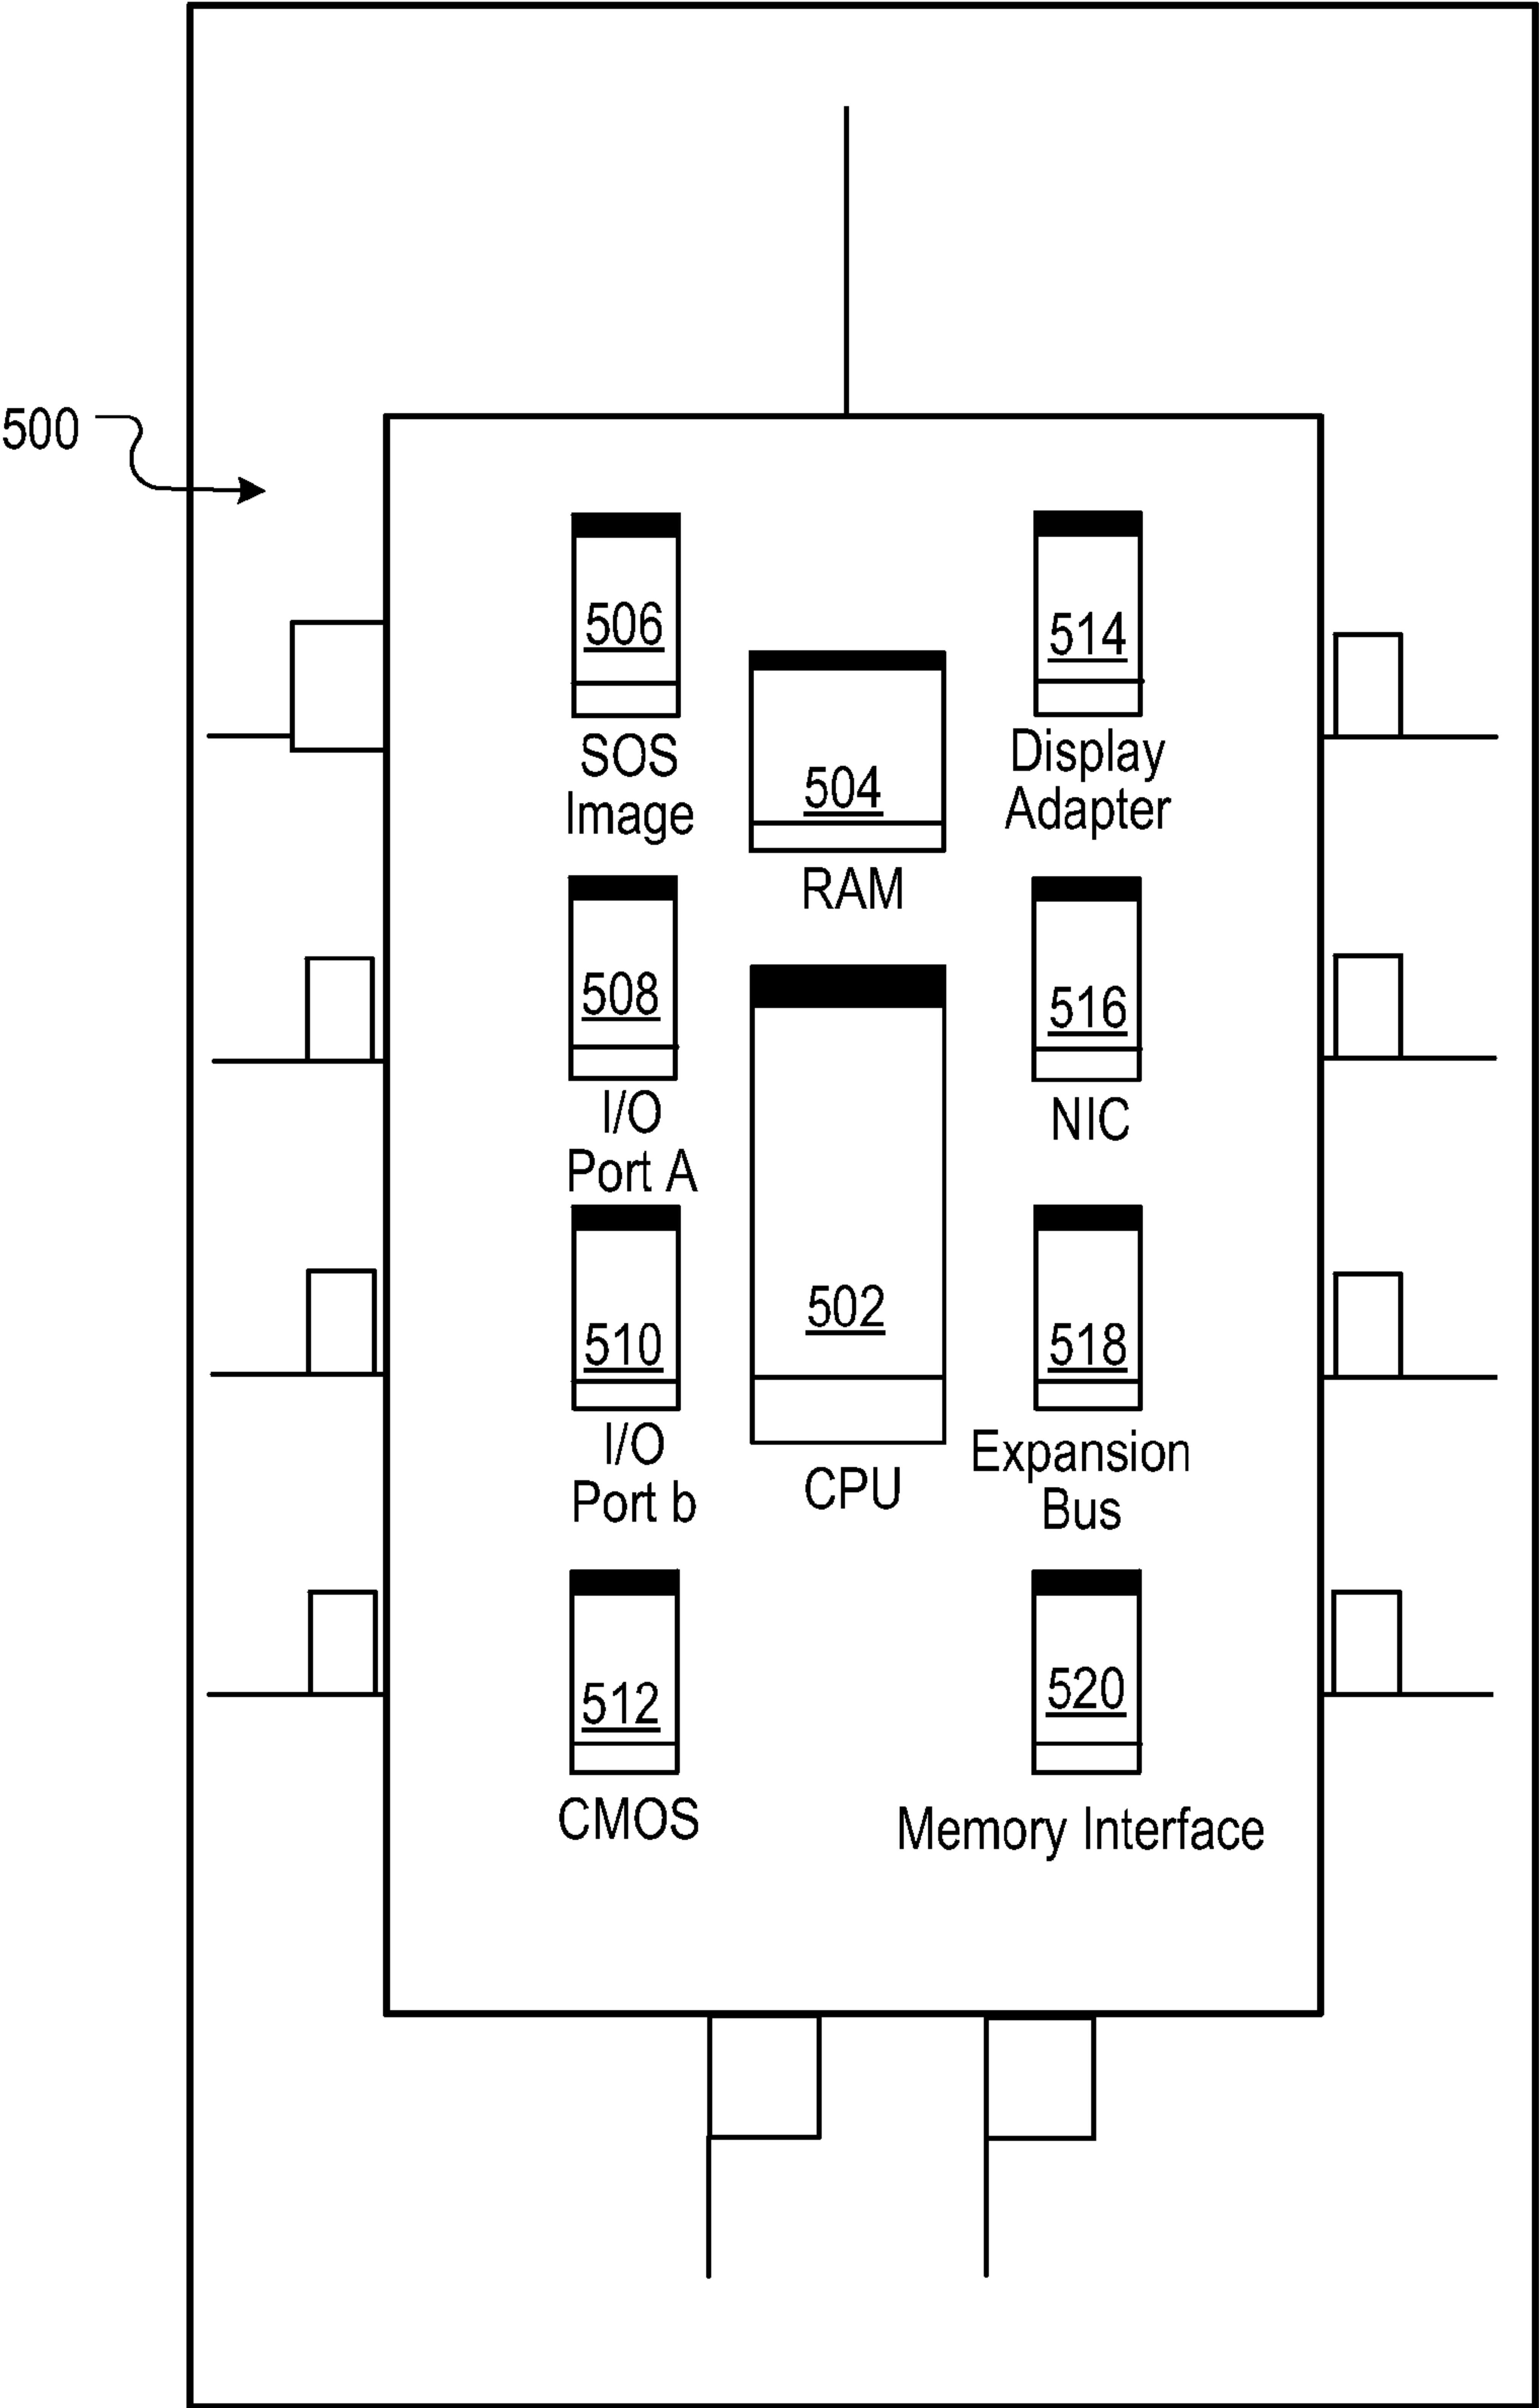 500
506
SOS
Image
508
I/O
Port A
510
I/O
Port b
512
CMOS
504
RAM
502
CPU
514
Display
Adapter
516
NIC
518
Expansion
Bus
520
Memory Interface